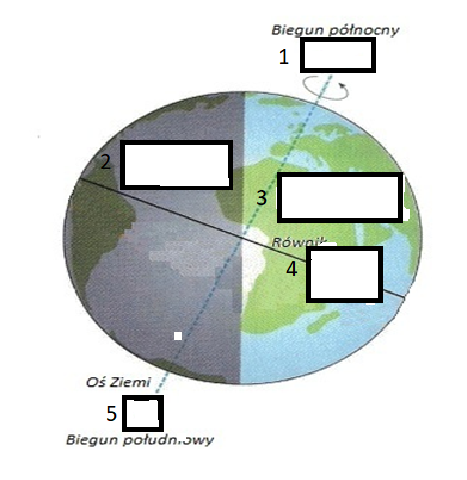 Biegun północny
1
2
3
Równik
4
Oś Ziemi
5
Biegun południowy